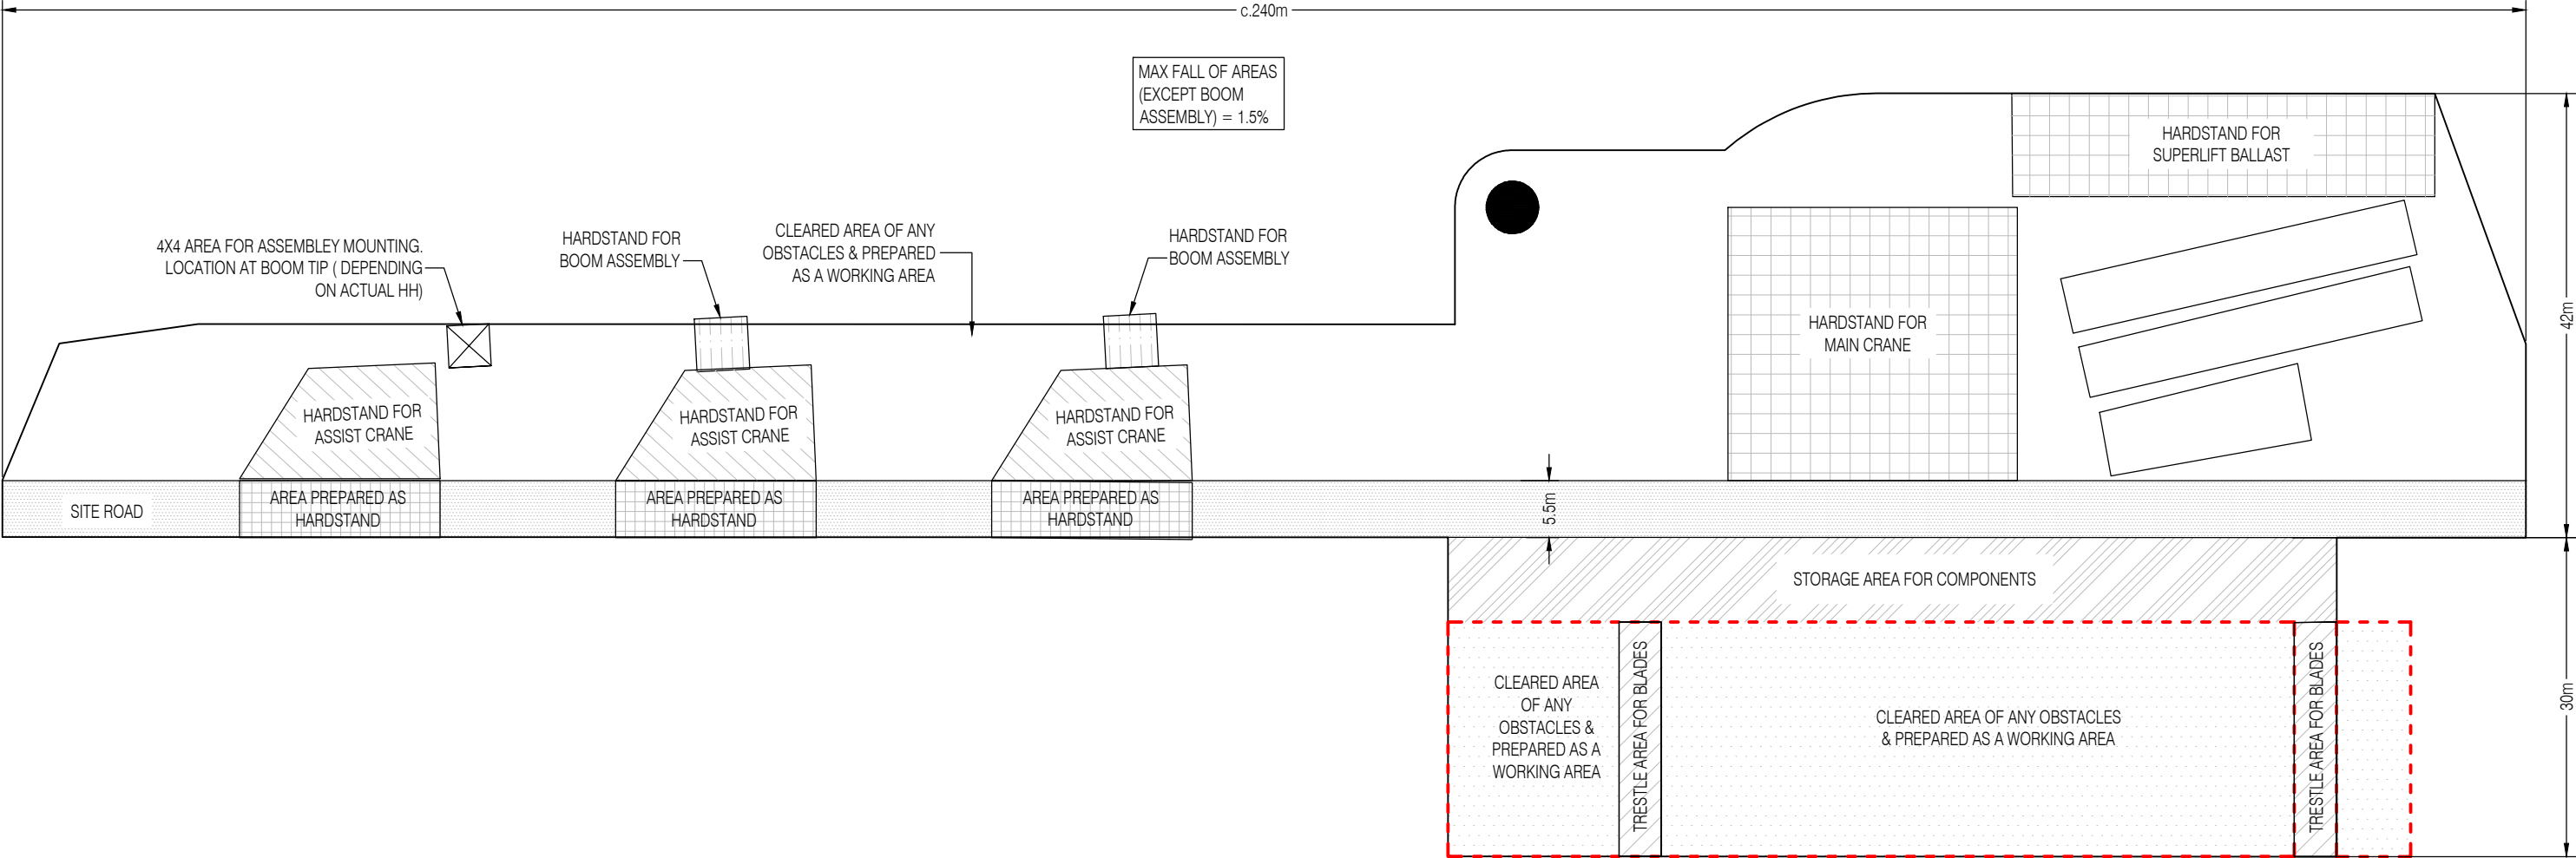 c.240m
MAX FALL OF AREAS
(EXCEPT BOOM
ASSEMBLY) = 1.5%
HARDSTAND FOR
SUPERLIFT BALLAST
4X4 AREA FOR ASSEMBLEY MOUNTING.
LOCATION AT BOOM TIP ( DEPENDING
ON ACTUAL HH)
HARDSTAND FOR
BOOM ASSEMBLY
CLEARED AREA OF ANY
OBSTACLES & PREPARED
AS A WORKING AREA
HARDSTAND FOR
BOOM ASSEMBLY
HARDSTAND FOR
MAIN CRANE
42m
HARDSTAND FOR
ASSIST CRANE
HARDSTAND FOR
ASSIST CRANE
HARDSTAND FOR
ASSIST CRANE
SITE ROAD
AREA PREPARED AS
HARDSTAND
AREA PREPARED AS
HARDSTAND
AREA PREPARED AS
HARDSTAND
5.5m
STORAGE AREA FOR COMPONENTS
CLEARED AREA
OF ANY
OBSTACLES &
PREPARED AS A
WORKING AREA
TRESTLE AREA FOR BLADES
CLEARED AREA OF ANY OBSTACLES
& PREPARED AS A WORKING AREA
TRESTLE AREA FOR BLADES
30m